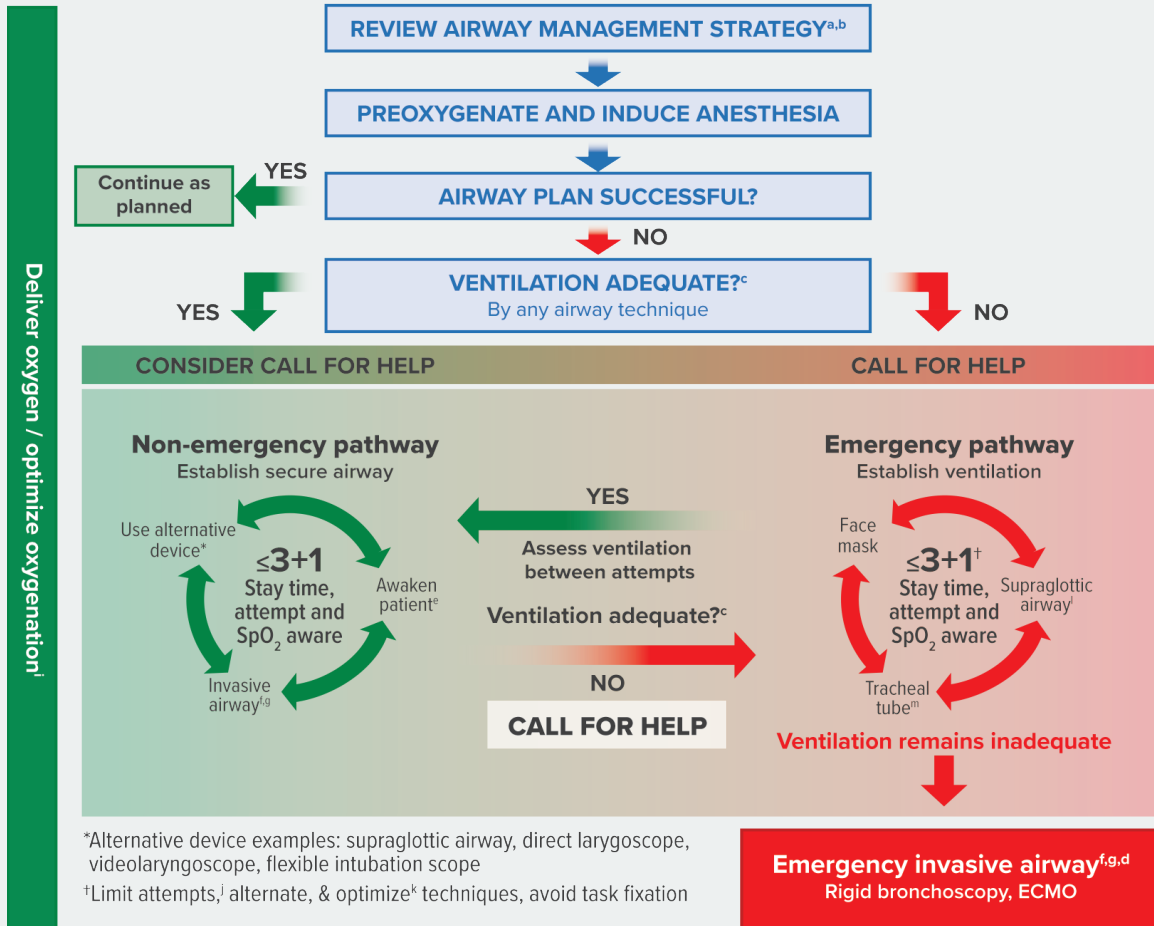 REVIEW AIRWAY MANAGEMENT STRATEGYa,b
PREOXYGENATE AND INDUCE ANESTHESIA
YES
Continue as
planned
AIRWAY PLAN SUCCESSFUL?
NO
VENTILATION ADEQUATE?c
By any airway technique
YES
NO
CONSIDER CALL FOR HELP
CALL FOR HELP
Deliver oxygen / optimize oxygenationi
Non-emergency pathway
Establish secure airway
Use alternative
device*
≤3+1
Stay time,
attempt and
SpO2 aware
Awaken
patiente
Invasive
airwayf,g
YES
Assess ventilation
between attempts
Ventilation adequate?c
NO
CALL FOR HELP
Emergency pathway
Establish ventilation
Face
mask
≤3+1†
Stay time,
attempt and
SpO2 aware
Supraglottic
airwayl
Tracheal
tubem
Ventilation remains inadequate
*Alternative device examples: supraglottic airway, direct larygoscope,
videolaryngoscope, flexible intubation scope
†Limit attempts,j alternate, & optimizek techniques, avoid task fixation
Emergency invasive airwayf,g,d
Rigid bronchoscopy, ECMO